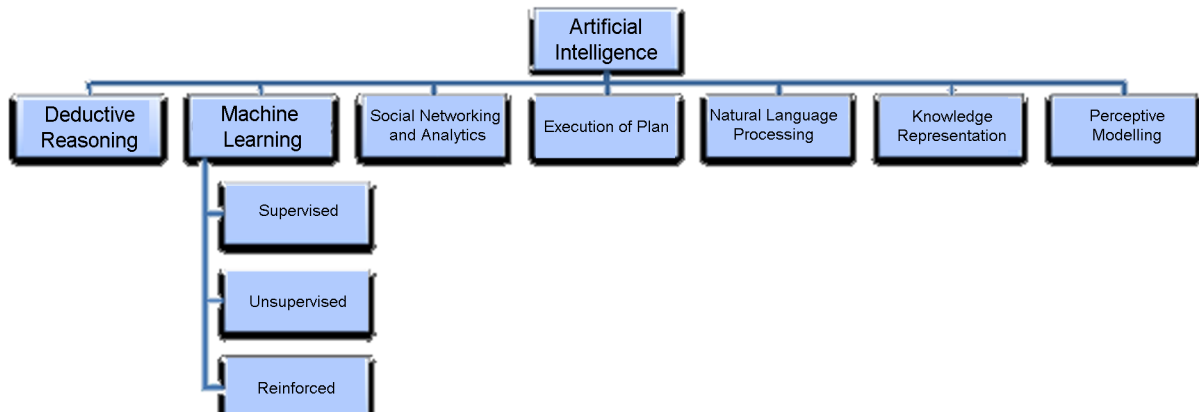 Artificial
Intelligence
Deductive
Reasoning
Machine
Learning
Social Networking
and Analytics
Execution of Plan
Natural Language
Processing
Knowledge
Representation
Perceptive
Modelling
Supervised
Unsupervised
Reinforced